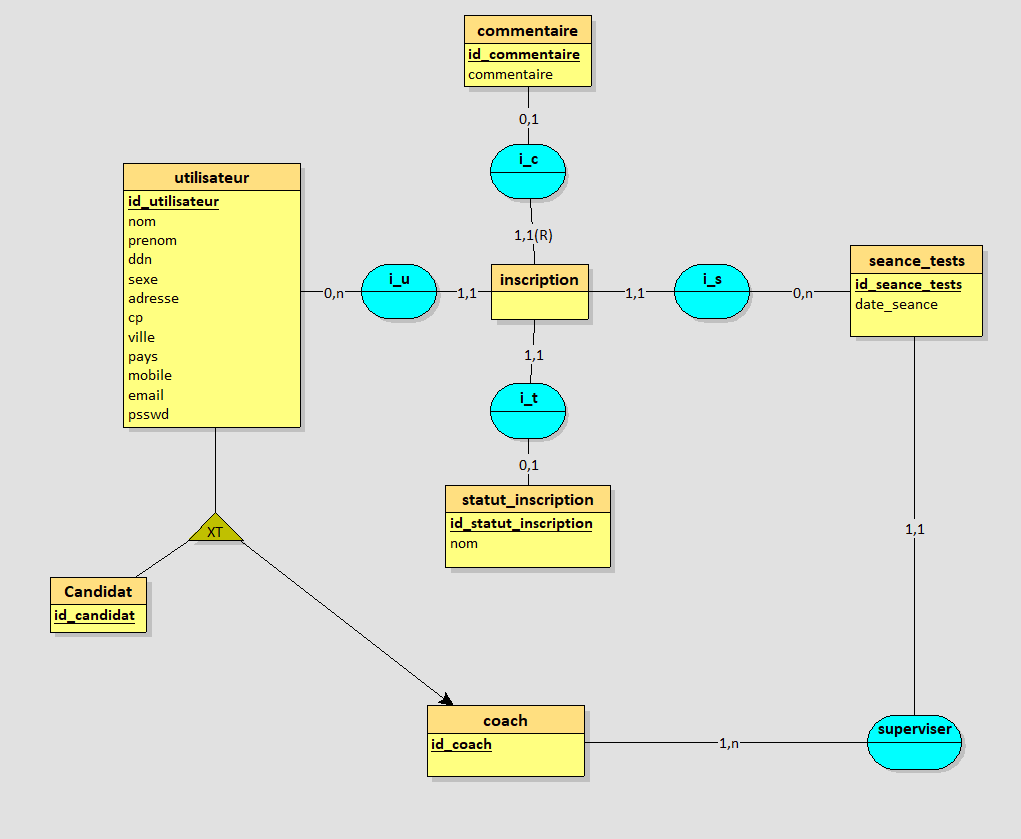 commentaire
id_commentaire
commentaire
0,1
i_c
1,1(R)
utilisateur
id_utilisateur
nom
prenom
ddn
sexe
adresse
cp
ville
pays
mobile
email
psswd
0,n
i_u
1,1
inscription
1,1
i_s
0,n
seance_tests
id_seance_tests
date_seance
1,1
i_t
0,1
statut_inscription
id_statut_inscription
nom
XT
Candidat
id_candidat
1,1
coach
id_coach
1,n
superviser